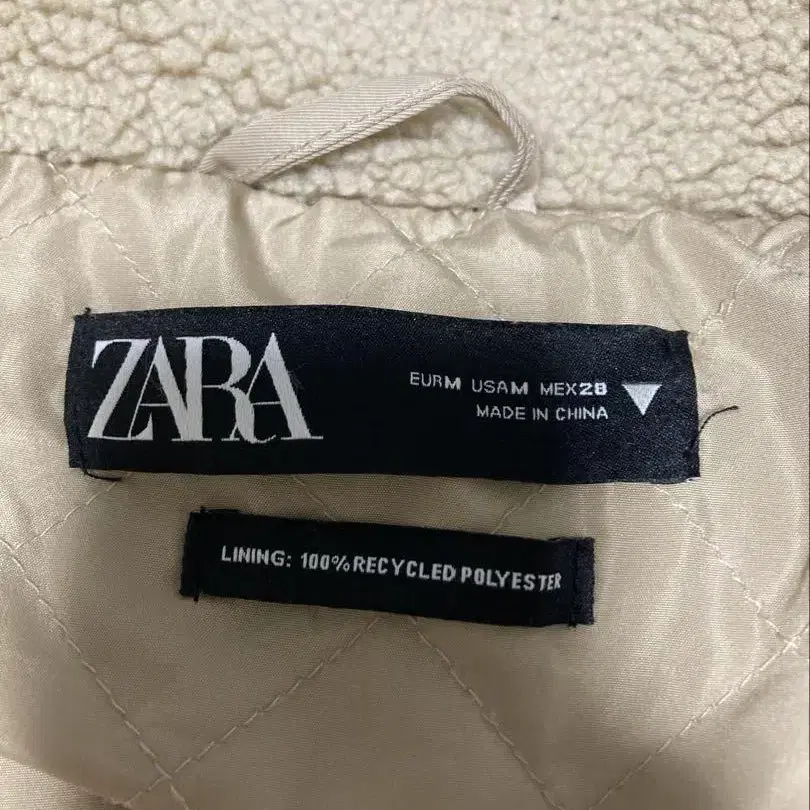 ZARA
EUR M USA M MEX 28
MADE IN CHINA
LINING: 100% RECYCLED POLYESTER